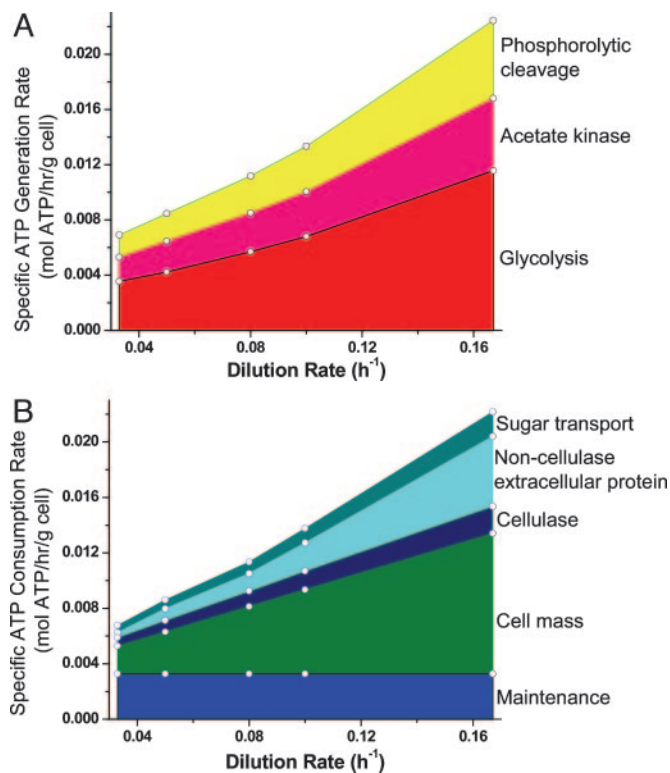 A
Specific ATP Generation Rate
(mol ATP/hr/g cell)
0.020
0.016
0.012
0.008
0.004
0.000
0.04
0.08
0.12
0.16
Dilution Rate (h-1)
Phosphorolytic
cleavage
Acetate kinase
Glycolysis
B
Specific ATP Consumption Rate
(mol ATP/hr/g cell)
0.020
0.016
0.012
0.008
0.004
0.000
0.04
0.08
0.12
0.16
Dilution Rate (h-1)
Sugar transport
Non-cellulase
extracellular protein
Cellulase
Cell mass
Maintenance